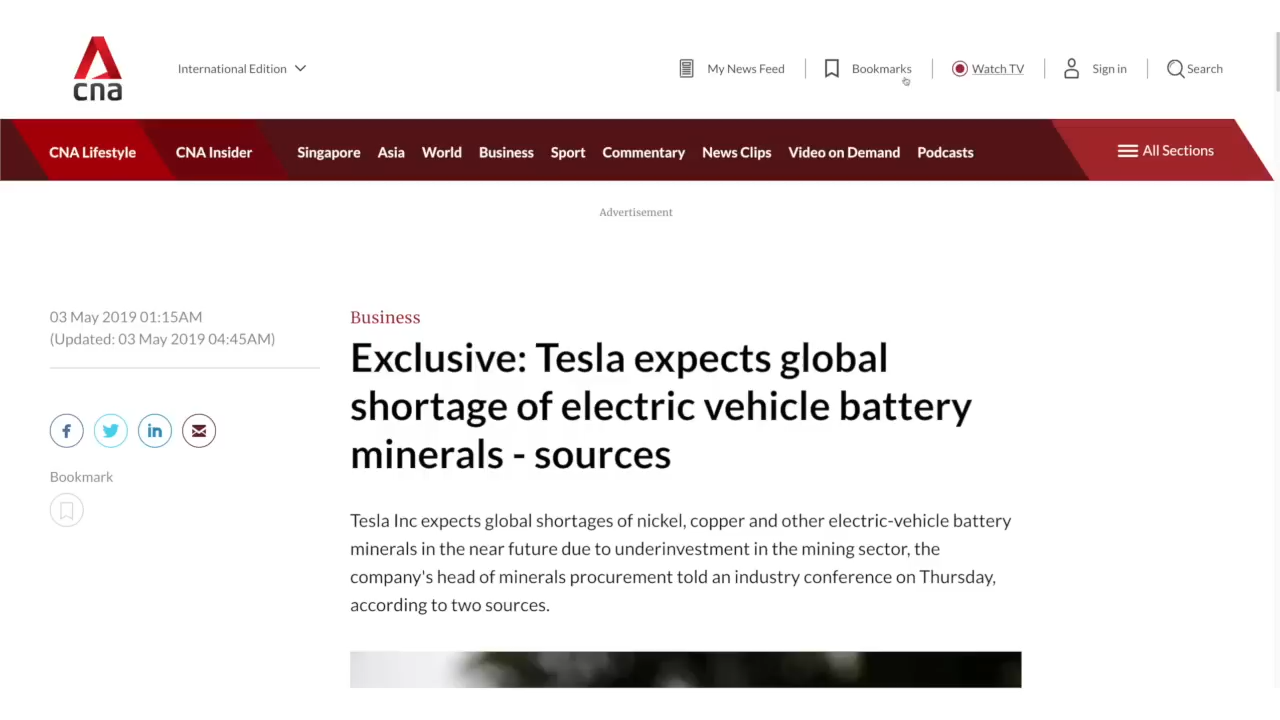 cna
International Edition
My News Feed
Bookmarks
Watch TV
Sign in
Search
CNA Lifestyle
CNA Insider
Singapore
Asia
World
Business
Sport
Commentary
News Clips
Video on Demand
Podcasts
All Sections
Advertisement
03 May 2019 01:15AM
(Updated: 03 May 2019 04:45AM)
Bookmark
Business
Exclusive: Tesla expects global
shortage of electric vehicle battery
minerals - sources
Tesla Inc expects global shortages of nickel, copper and other electric-vehicle battery
minerals in the near future due to underinvestment in the mining sector, the
company's head of minerals procurement told an industry conference on Thursday,
according to two sources.